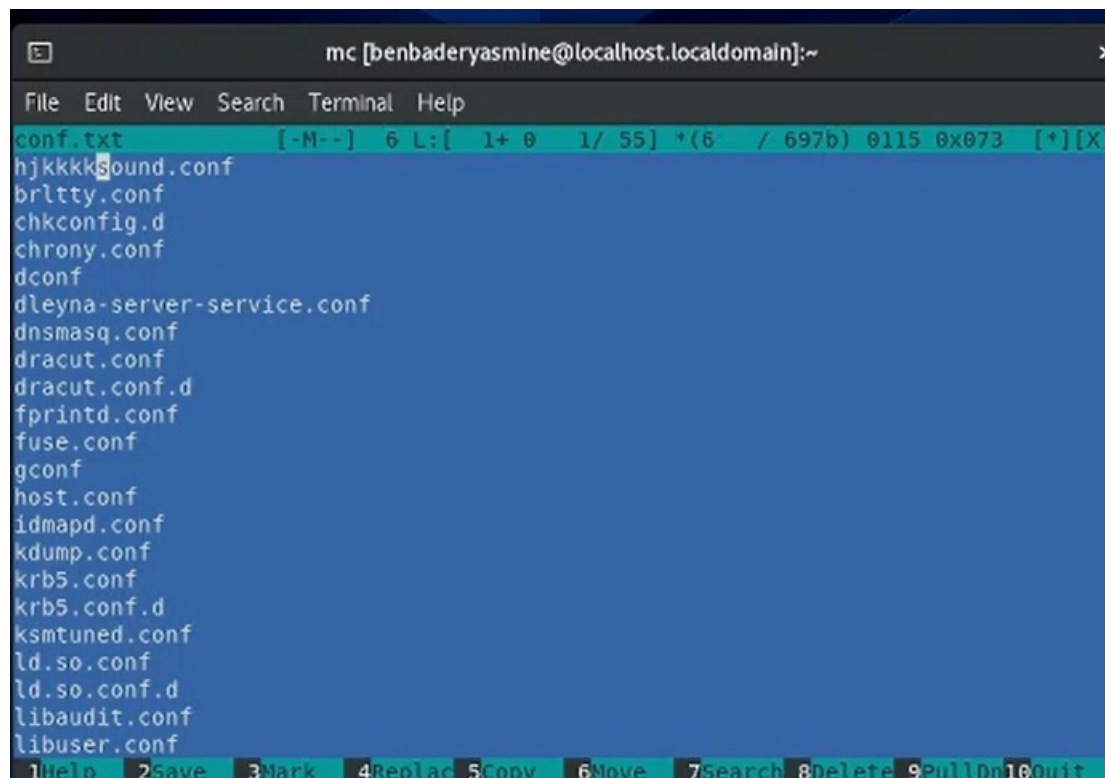 mc [benbaderyasmine@localhost.localdomain]:~
File Edit View Search Terminal Help
conf.txt [-M--] 6 L:[ 1+ 0 1/ 55] *(6 / 697b) 0115 0x073 [*][X]
hjkkkksound.conf
brltty.conf
chkconfig.d
chrony.conf
dconf
dleyna-server-service.conf
dnsmasq.conf
dracut.conf
dracut.conf.d
fprintd.conf
fuse.conf
gconf
host.conf
idmapd.conf
kdump.conf
krb5.conf
krb5.conf.d
ksmtuned.conf
ld.so.conf
ld.so.conf.d
libaudit.conf
libuser.conf
1Help 2Save 3Mark 4Replac 5Copy 6Move 7Search 8Delete 9PullDn 10Quit